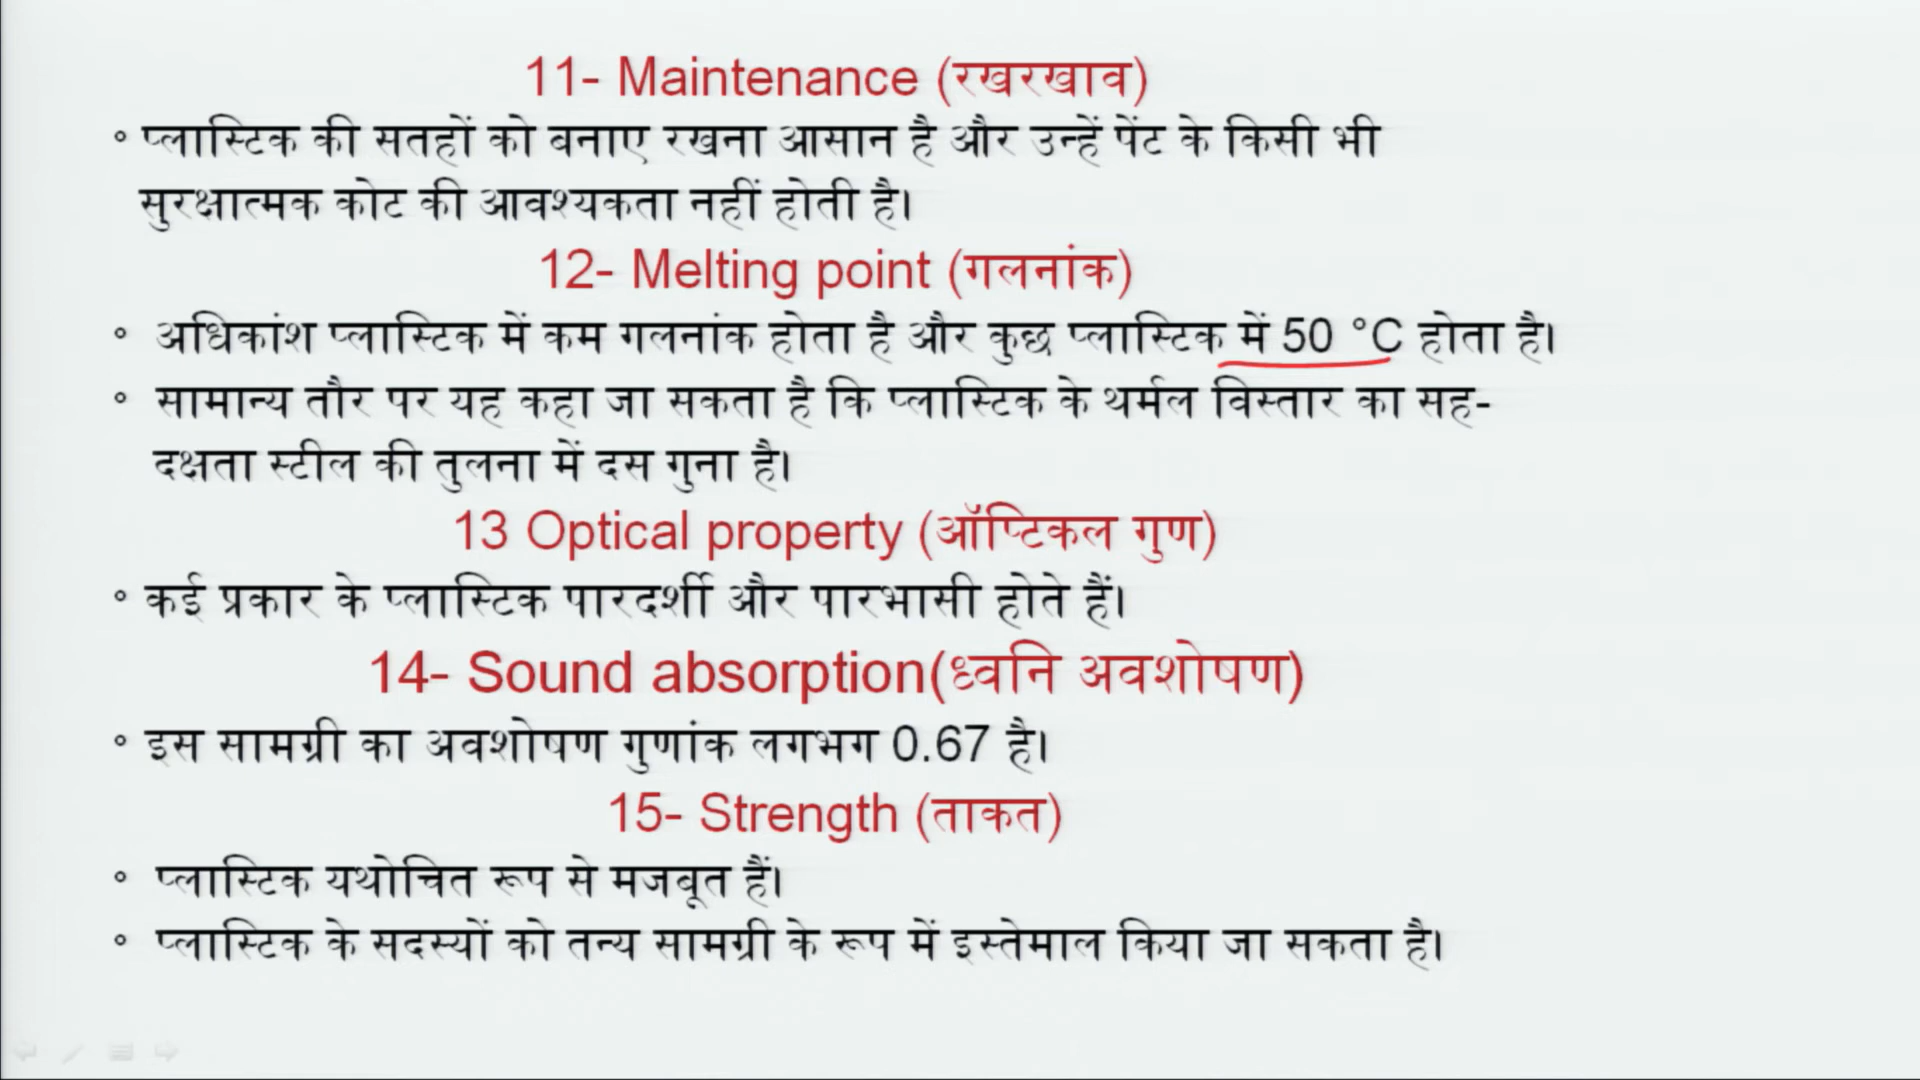 11- Maintenance (रखरखाव)
° प्लास्टिक की सतहों को बनाए रखना आसान है और उन्हें पेंट के किसी भी
सुरक्षात्मक कोट की आवश्यकता नहीं होती है।
12- Melting point (गलनांक)
° अधिकांश प्लास्टिक में कम गलनांक होता है और कुछ प्लास्टिक में 50 °C होता है।
° सामान्य तौर पर यह कहा जा सकता है कि प्लास्टिक के थर्मल विस्तार का सह-
दक्षता स्टील की तुलना में दस गुना है।
13 Optical property (ऑप्टिकल गुण)
° कई प्रकार के प्लास्टिक पारदर्शी और पारभासी होते हैं।
14- Sound absorption(ध्वनि अवशोषण)
° इस सामग्री का अवशोषण गुणांक लगभग 0.67 है।
15- Strength (ताकत)
° प्लास्टिक यथोचित रूप से मजबूत हैं।
° प्लास्टिक के सदस्यों को तन्य सामग्री के रूप में इस्तेमाल किया जा सकता है।